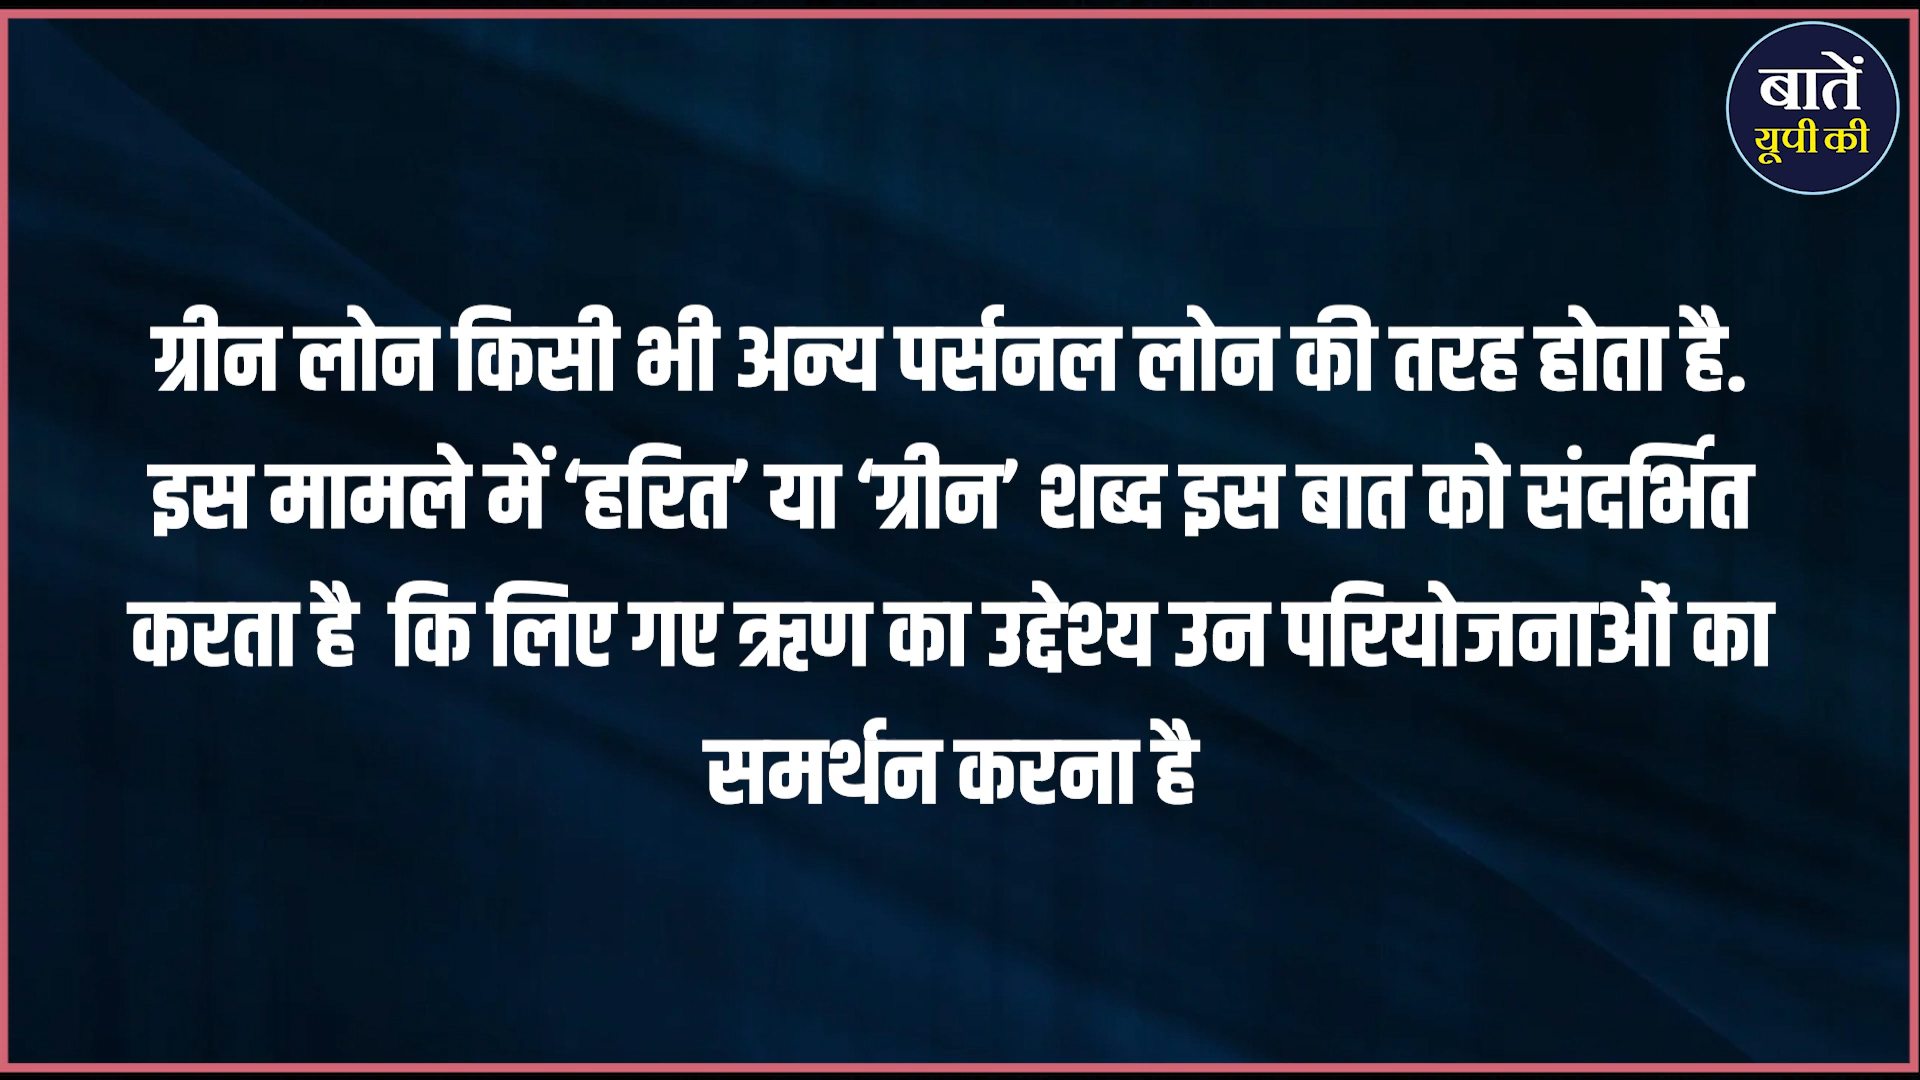 बातें
यूपी की
ग्रीन लोन किसी भी अन्य पर्सनल लोन की तरह होता है.
इस मामले में ‘हरित’ या ‘ग्रीन’ शब्द इस बात को संदर्भित
करता है  कि लिए गए ऋण का उद्देश्य उन परियोजनाओं का
समर्थन करना है